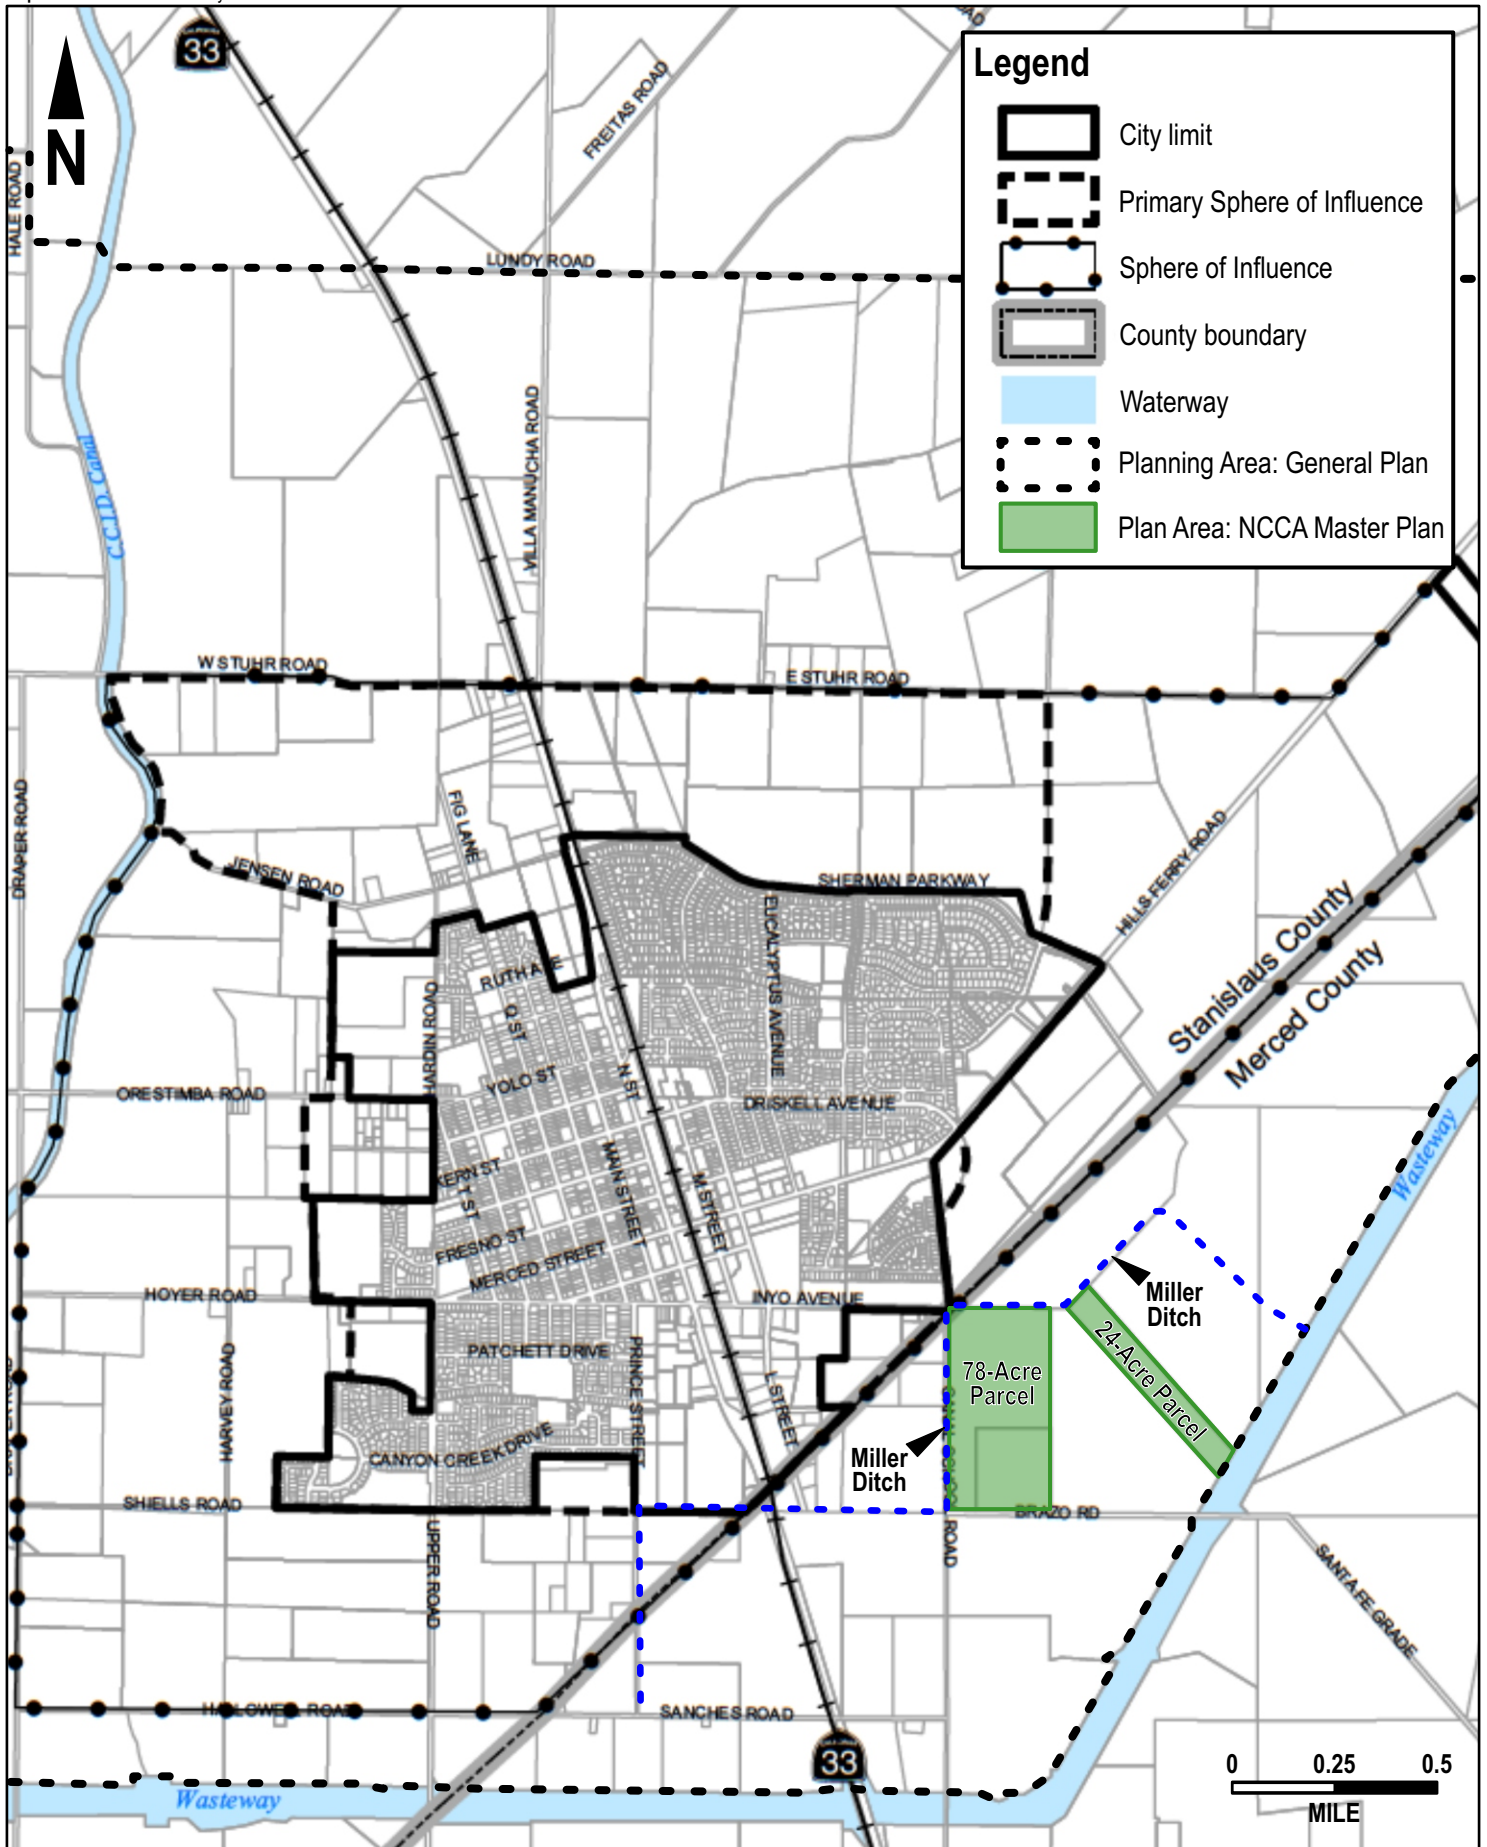 33
N
HALE ROAD
FREITAS ROAD
LUNDY ROAD
Legend
City limit
Primary Sphere of Influence
Sphere of Influence
County boundary
Waterway
Planning Area: General Plan
Plan Area: NCCA Master Plan
C.C.I.D. Canal
VILLA MANUCHA ROAD
W STUHR ROAD
E STUHR ROAD
DRAPER ROAD
FIG LANE
JENSEN ROAD
SHERMAN PARKWAY
HILLS FERRY ROAD
EUCALYPTUS AVENUE
Stanislaus County
Merced County
HARDIN ROAD
Q ST
YOLO ST
N ST
ORESTIMBA ROAD
DRISKELL AVENUE
KERN ST
T ST
MAIN STREET
M STREET
Wasteway
FRESNO ST
MERCED STREET
HOYER ROAD
INYO AVENUE
Miller
Ditch
HARVEY ROAD
PATCHETT DRIVE
PRINCE STREET
L STREET
78-Acre
Parcel
24-Acre Parcel
CANYON CREEK DRIVE
Miller
Ditch
SHIELLS ROAD
UPPER ROAD
ROAD
BRAZO RD
SANTA FE GRADE
HALLOWELL ROAD
SANCHES ROAD
33
0 0.25 0.5
MILE
Wasteway